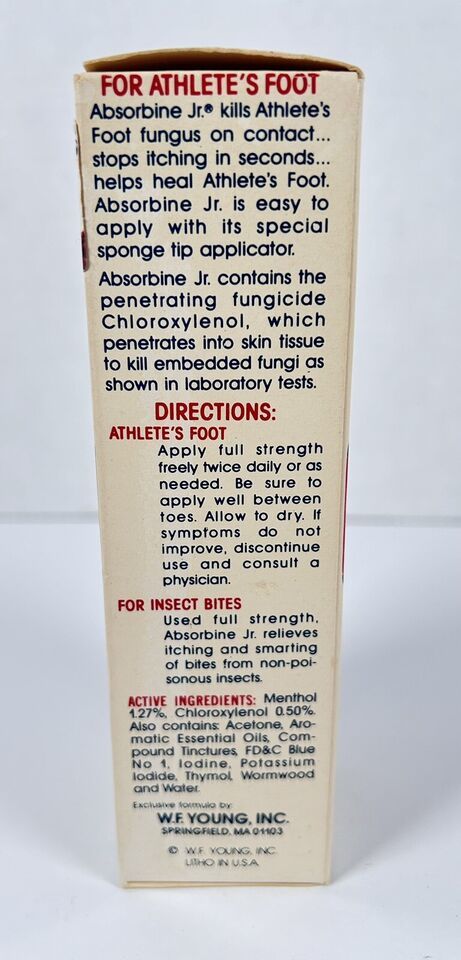 FOR ATHLETE'S FOOT
Absorbine Jr.® kills Athlete's
Foot fungus on contact...
stops itching in seconds...
helps heal Athlete's Foot.
Absorbine Jr. is easy to
apply with its special
sponge tip applicator.
Absorbine Jr. contains the
penetrating fungicide
Chloroxylenol, which
penetrates into skin tissue
to kill embedded fungi as
shown in laboratory tests.
DIRECTIONS:
ATHLETE'S FOOT
Apply full strength
freely twice daily or as
needed. Be sure to
apply well between
toes. Allow to dry. If
symptoms do not
improve, discontinue
use and consult a
physician.
FOR INSECT BITES
Used full strength,
Absorbine Jr. relieves
itching and smarting
of bites from non-poi-
sonous insects.
ACTIVE INGREDIENTS: Menthol
1.27%, Chloroxylenol 0.50%.
Also contains: Acetone, Aro-
matic Essential Oils, Com-
pound Tinctures, FD&C Blue
No 1, Iodine, Potassium
Iodide, Thymol, Wormwood
and Water.
Exclusive formula by:
W.F. YOUNG, INC.
SPRINGFIELD, MA 01103
© W.F. YOUNG, INC.
LITHO IN U.S.A.